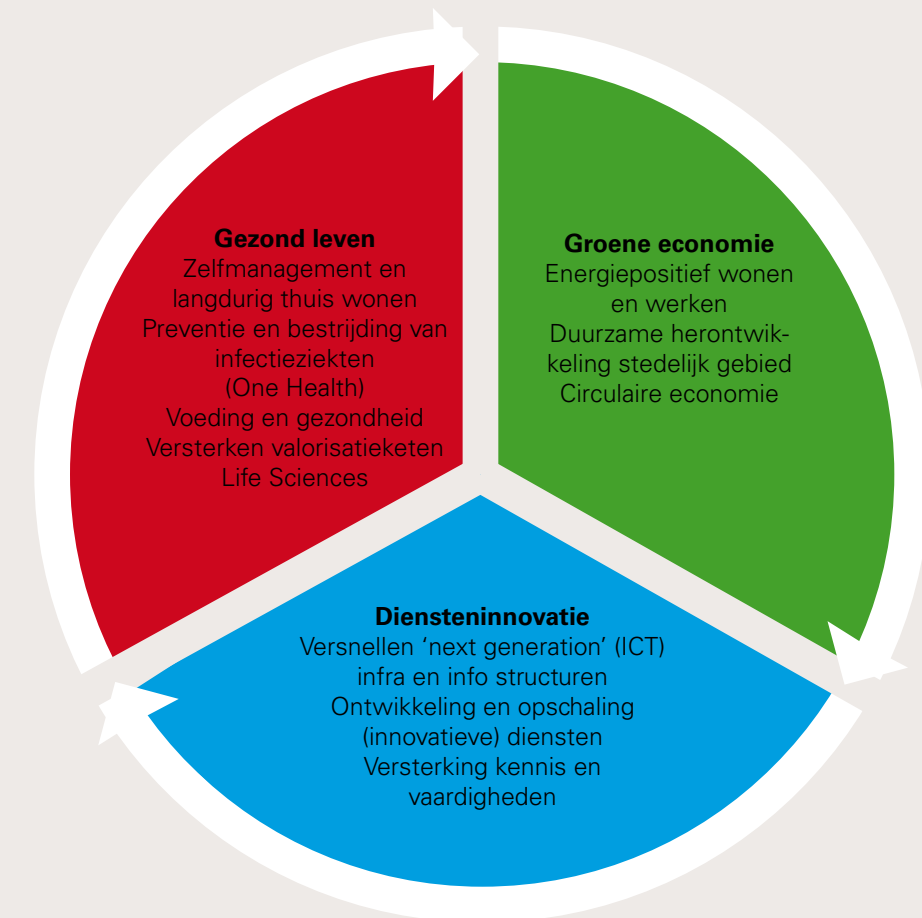 Gezond leven
Zelfmanagement en
langdurig thuis wonen
Preventie en bestrijding van
infectieziekten
(One Health)
Voeding en gezondheid
Versterken valorisatieketen
Life Sciences
Groene economie
Energiepositief wonen
en werken
Duurzame herontwik-
keling stedelijk gebied
Circulaire economie
Diensteninnovatie
Versnellen ‘next generation’ (ICT)
infra en info structuren
Ontwikkeling en opschaling
(innovatieve) diensten
Versterking kennis en
vaardigheden